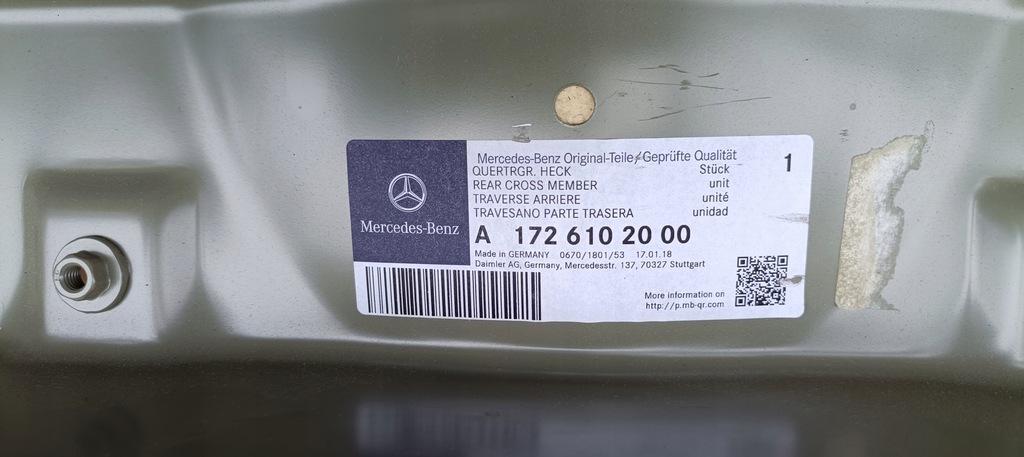 Mercedes-Benz
Mercedes-Benz Original-Teile/Geprüfte Qualität
QUERTRGR. HECK Stück 1
REAR CROSS MEMBER unit
TRAVERSE ARRIERE unité
TRAVESANO PARTE TRASERA unidad
A 172 610 20 00
Made in GERMANY 0670/1801/53 17.01.18
Daimler AG, Germany, Mercedesstr. 137, 70327 Stuttgart
More information on
http://p.mb-qr.com